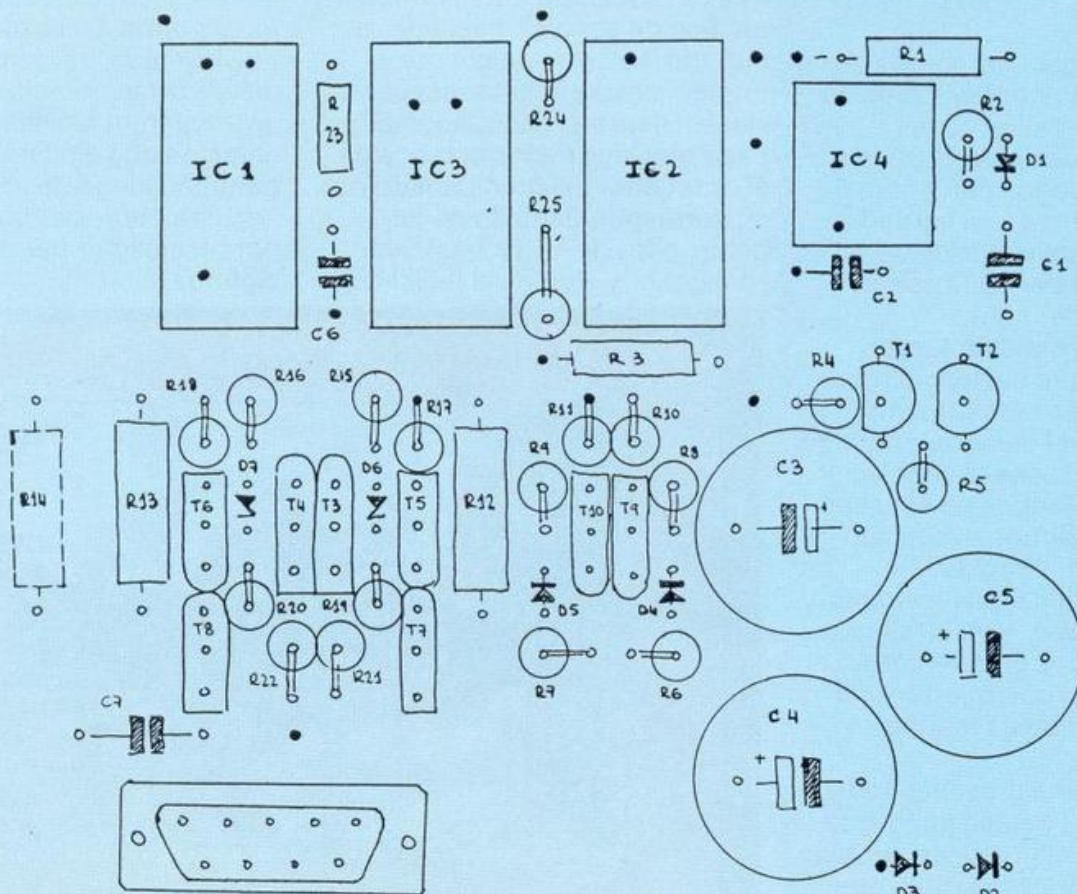 R1
R2
R
23
R24
IC1
IC3
IC2
IC4
D1
R25
C1
C2
C6
R3
R4
T1
T2
R18
R16
R15
R17
R11
R10
C3
R14
R13
D7
D6
R12
R9
R8
R5
T6
T4
T3
T5
T10
T9
+
R20
R19
D5
D4
C5
T8
T7
+
R22
R21
R7
R6
C7
C4
+
D3
D2